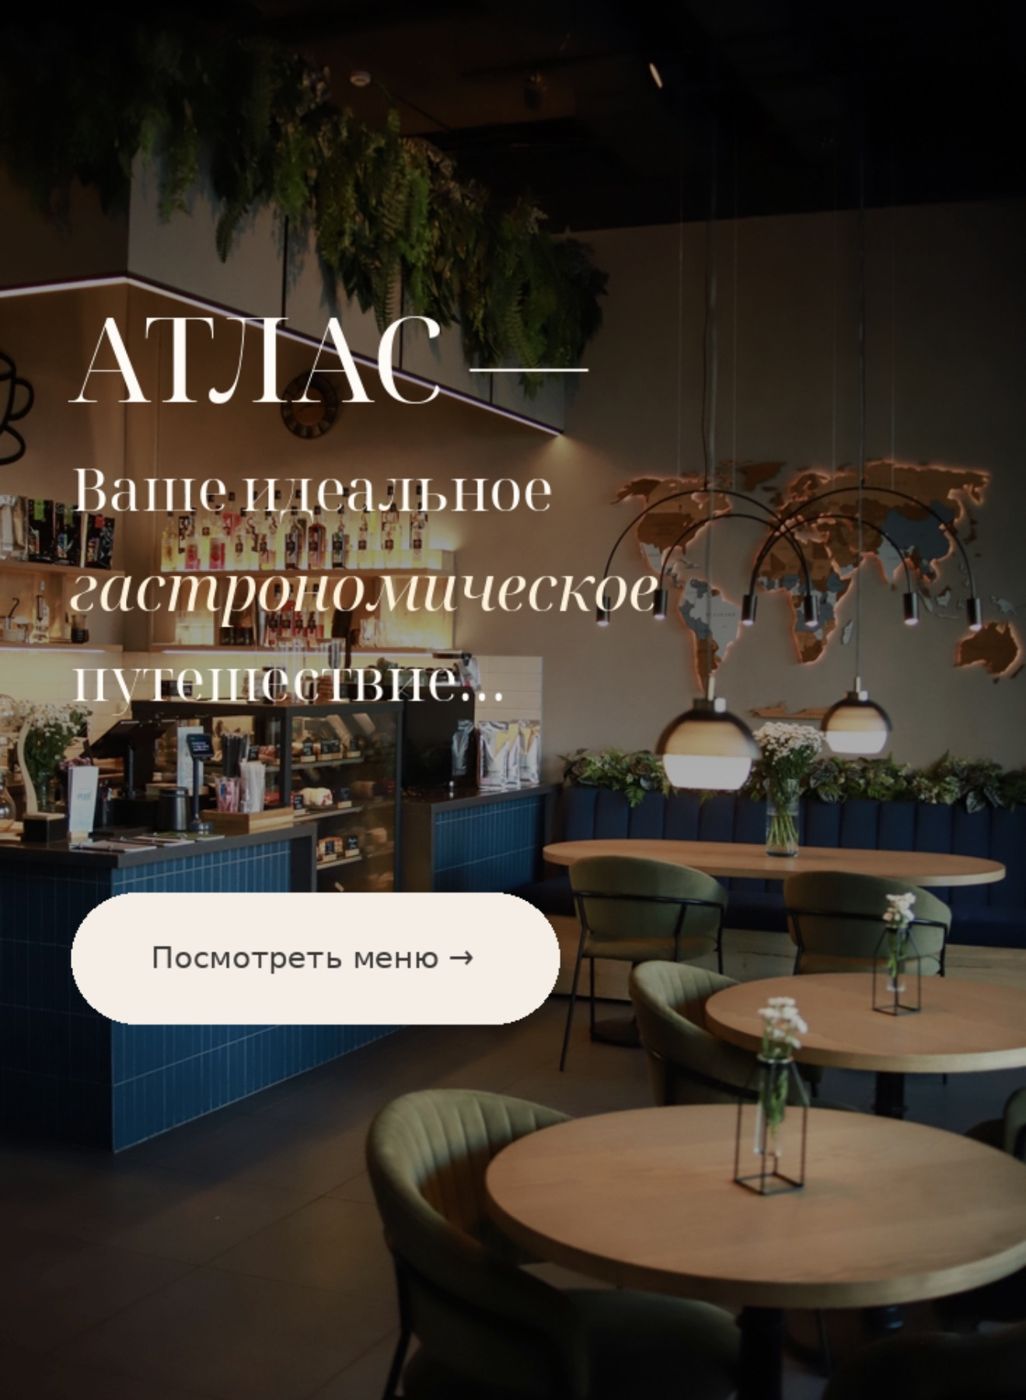 АТЛАС —
Ваше идеальное
гастрономическое
путешествие...
Посмотреть меню →